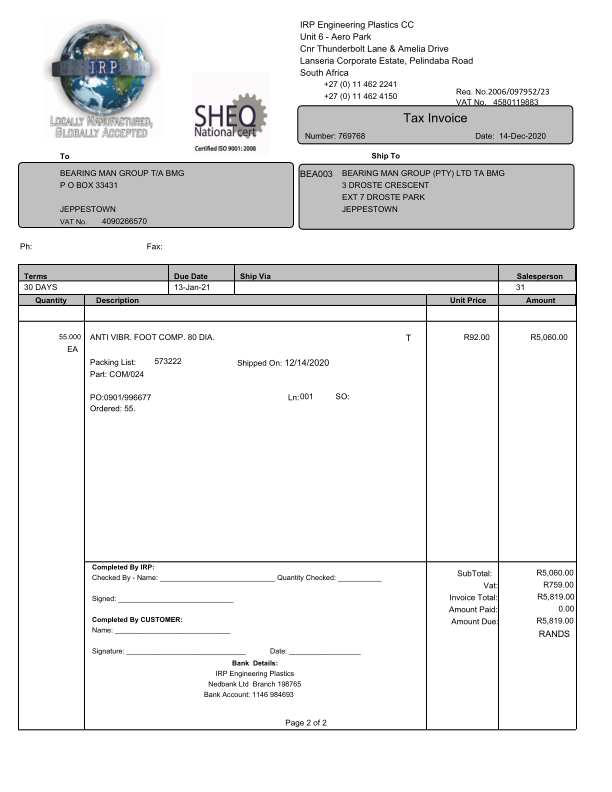 IRP
LOCALLY MANUFACTURED,
GLOBALLY ACCEPTED
SHEQ
National cert
Certified ISO 9001: 2008
IRP Engineering Plastics CC
Unit 6 - Aero Park
Cnr Thunderbolt Lane & Amelia Drive
Lanseria Corporate Estate, Pelindaba Road
South Africa
+27 (0) 11 462 2241
+27 (0) 11 462 4150
Req. No.2006/097952/23
VAT No. 4580119883
Tax Invoice
Number: 769768 Date: 14-Dec-2020
To
BEARING MAN GROUP T/A BMG
P O BOX 33431
JEPPESTOWN
VAT No. 4090266570
Ship To
BEA003 BEARING MAN GROUP (PTY) LTD TA BMG
3 DROSTE CRESCENT
EXT 7 DROSTE PARK
JEPPESTOWN
Ph: Fax:
Terms Due Date Ship Via Salesperson
30 DAYS 13-Jan-21 31
Quantity Description Unit Price Amount
55.000 ANTI VIBR. FOOT COMP. 80 DIA. T R92.00 R5,060.00
EA
Packing List: 573222 Shipped On: 12/14/2020
Part: COM/024
PO:0901/996677 Ln:001 SO:
Ordered: 55.
Completed By IRP:
Checked By - Name: ____________ Quantity Checked: ____________
Signed: ____________
Completed By CUSTOMER:
Name: ____________
Signature: ____________ Date: ____________
Bank Details:
IRP Engineering Plastics
Nedbank Ltd Branch 198765
Bank Account: 1146 984693
Page 2 of 2
SubTotal: R5,060.00
Vat: R759.00
Invoice Total: R5,819.00
Amount Paid: 0.00
Amount Due: R5,819.00
RANDS